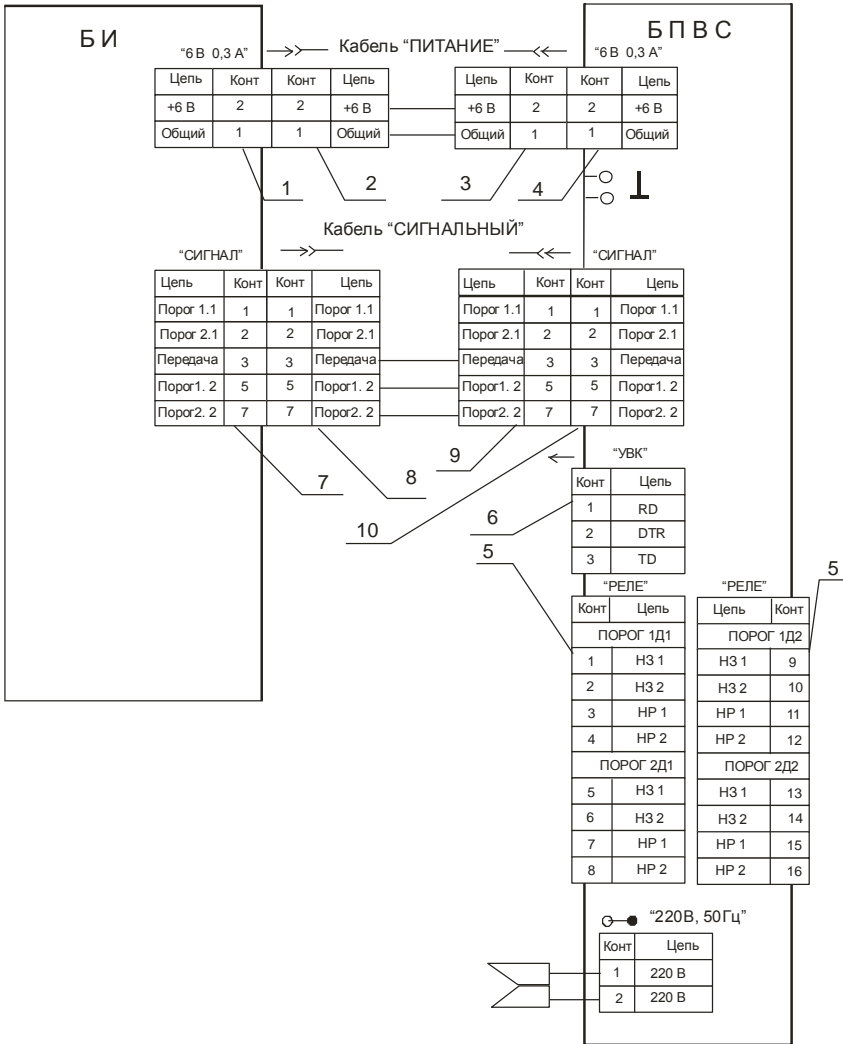 БИ
БПВС
“6 В 0,3 А”
Кабель “ПИТАНИЕ”
“6 В 0,3 А”
Цепь Конт Конт Цепь Цепь Конт Конт Цепь
+6 В 2 2 +6 В +6 В 2 2 +6 В
Общий 1 1 Общий Общий 1 1 Общий
1 2 3 4
Кабель “СИГНАЛЬНЫЙ”
“СИГНАЛ” “СИГНАЛ”
Цепь Конт Конт Цепь Цепь Конт Конт Цепь
Порог 1.1 1 1 Порог 1.1 Порог 1.1 1 1 Порог 1.1
Порог 2.1 2 2 Порог 2.1 Порог 2.1 2 2 Порог 2.1
Передача 3 3 Передача Передача 3 3 Передача
Порог1. 2 5 5 Порог1. 2 Порог1. 2 5 5 Порог1. 2
Порог2. 2 7 7 Порог2. 2 Порог2. 2 7 7 Порог2. 2
7 8 9 10
“УВК”
Конт Цепь
1 RD
2 DTR
3 TD
6
5
5
“РЕЛЕ” “РЕЛЕ”
Конт Цепь Цепь Конт
ПОРОГ 1Д1 ПОРОГ 1Д2
1 НЗ 1 НЗ 1 9
2 НЗ 2 НЗ 2 10
3 НР 1 НР 1 11
4 НР 2 НР 2 12
ПОРОГ 2Д1 ПОРОГ 2Д2
5 НЗ 1 НЗ 1 13
6 НЗ 2 НЗ 2 14
7 НР 1 НР 1 15
8 НР 2 НР 2 16
“220В, 50Гц”
Конт Цепь
1 220 В
2 220 В